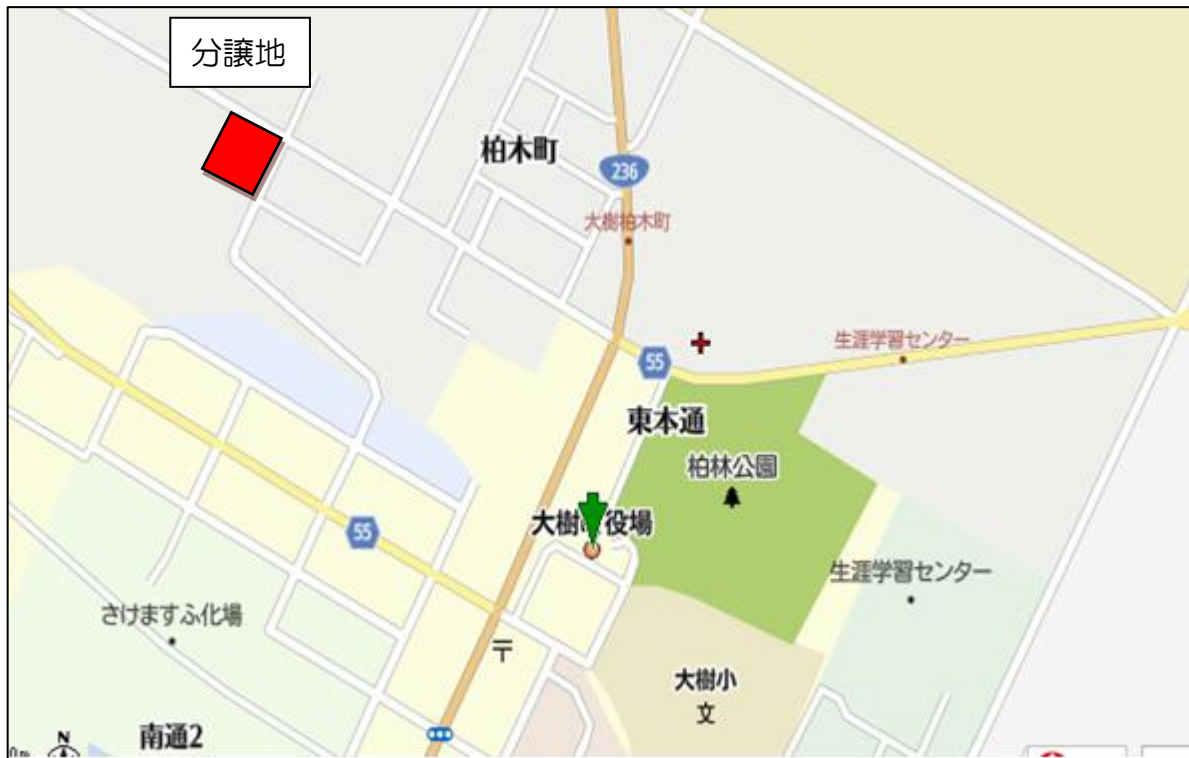 分譲地
柏木町
236
大樹柏木町
生涯学習センター
55
東本通
柏林公園
大樹 役場
55
生涯学習センター
さけますふ化場
〒
大樹小
文
南通2
N